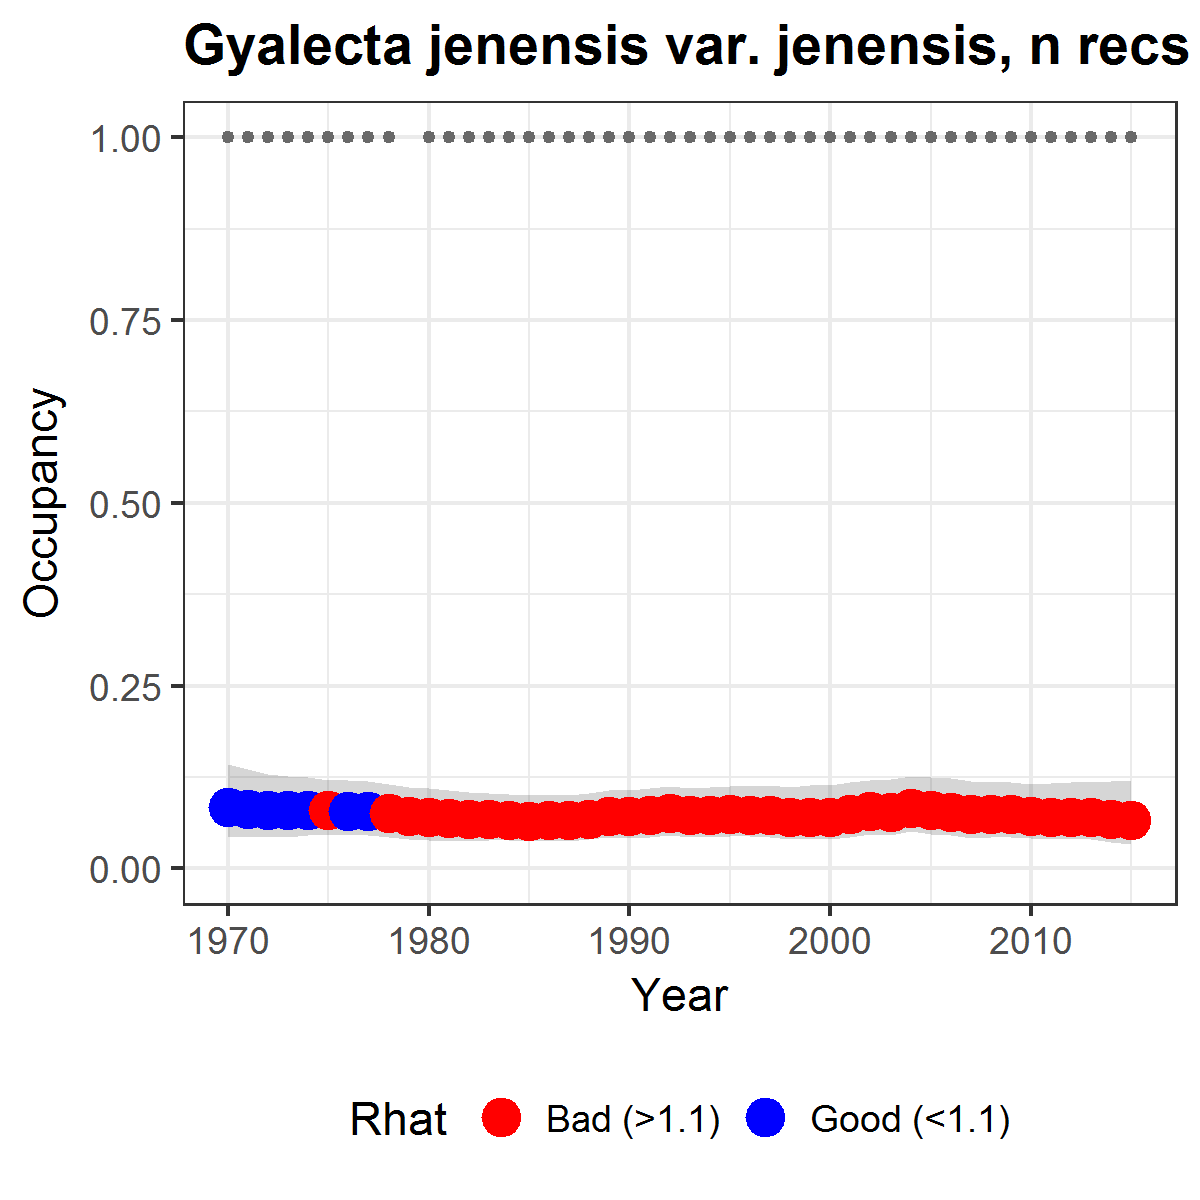 Gyalecta jenensis var. jenensis, n recs
1.00
0.75
0.50
0.25
0.00
Occupancy
1970 1980 1990 2000 2010
Year
Rhat Bad (>1.1) Good (<1.1)